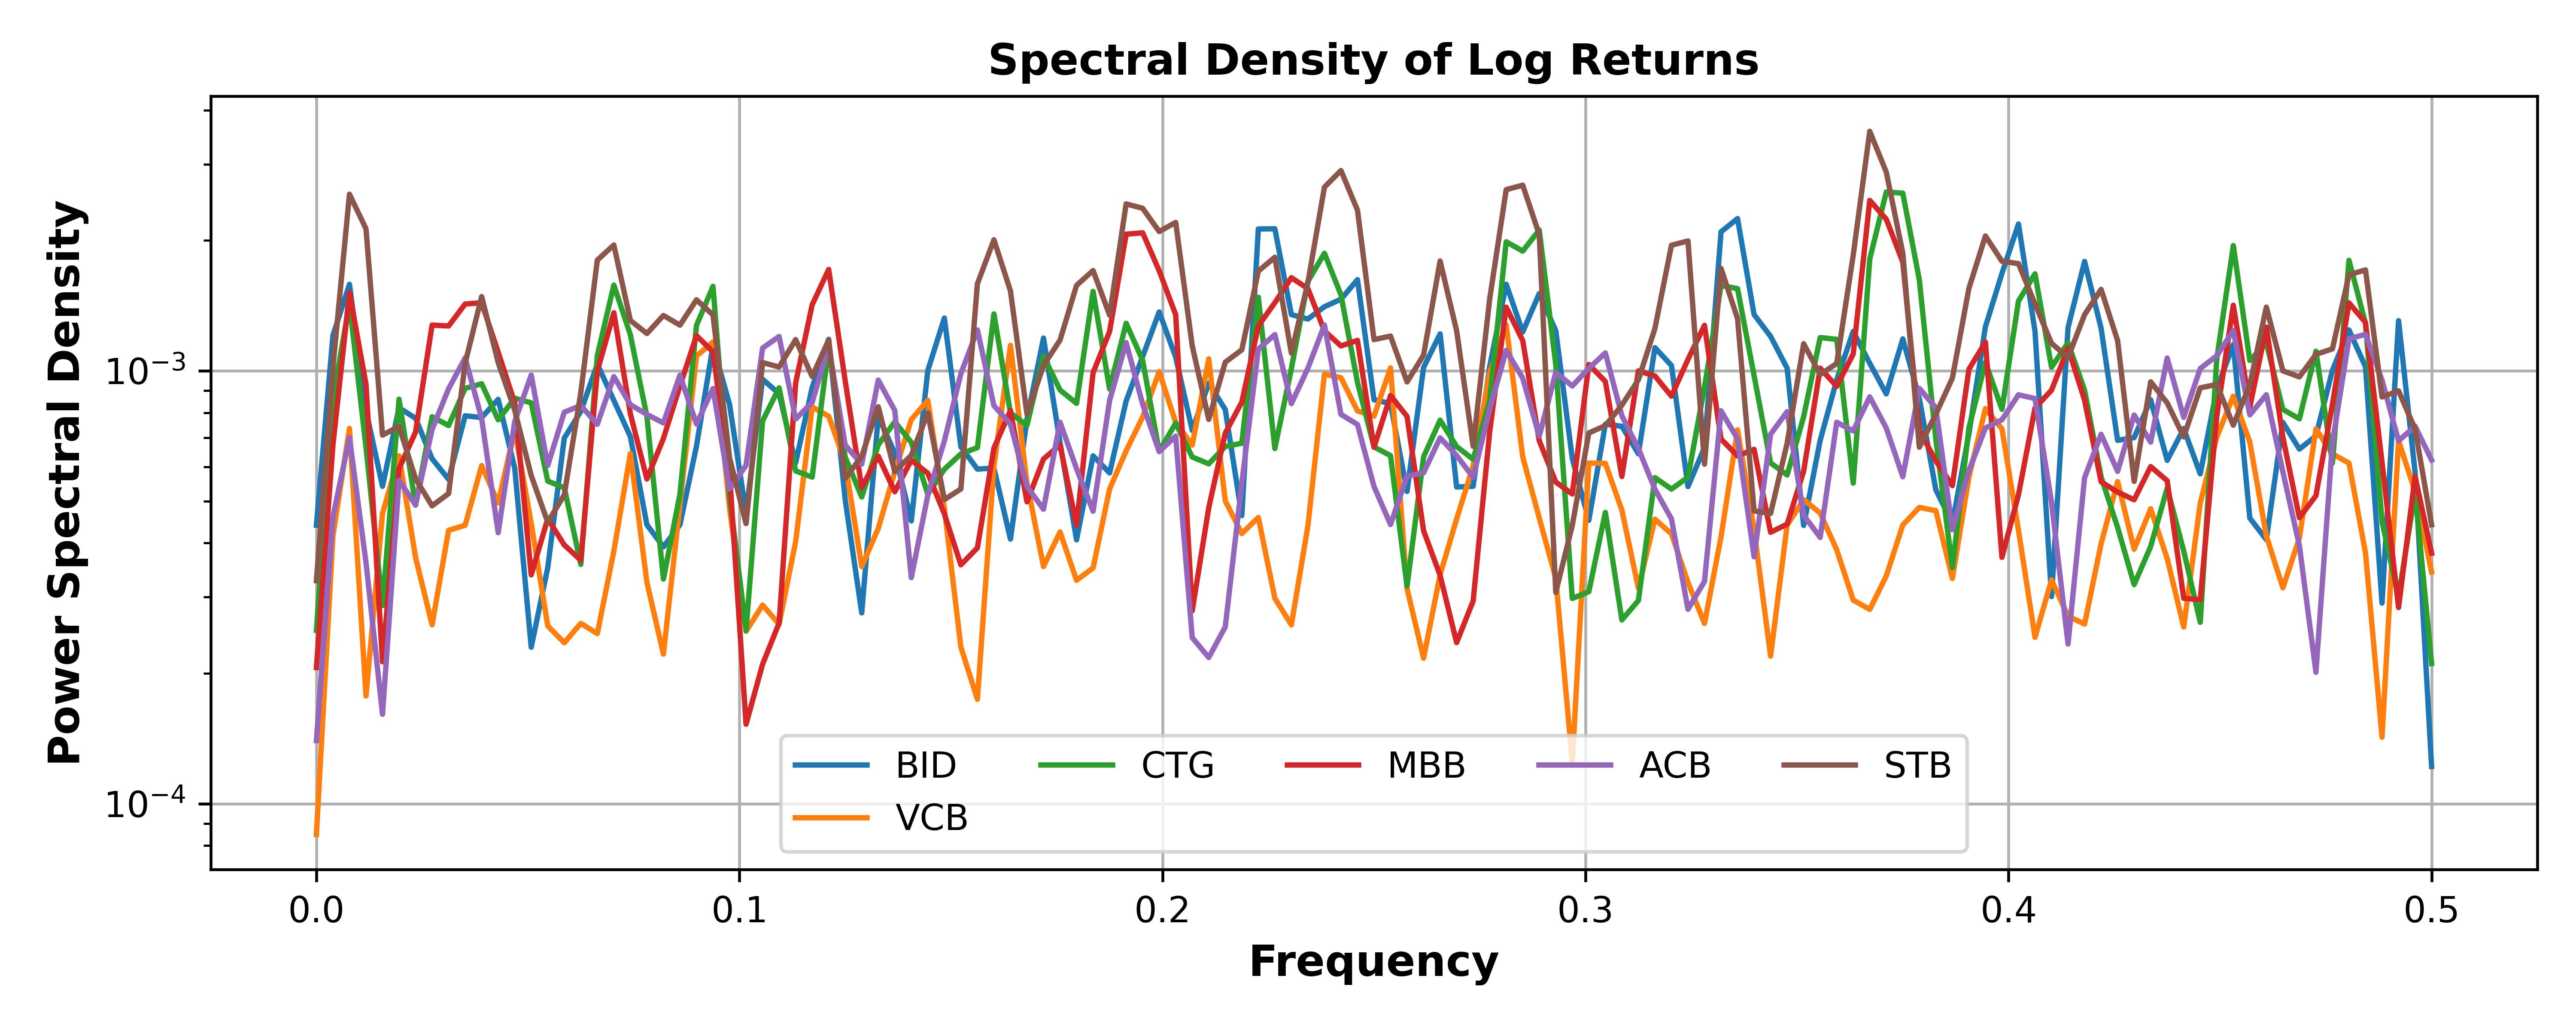 Spectral Density of Log Returns
Power Spectral Density
10⁻³
10⁻⁴
BID CTG MBB ACB STB
VCB
0.0 0.1 0.2 0.3 0.4 0.5
Frequency